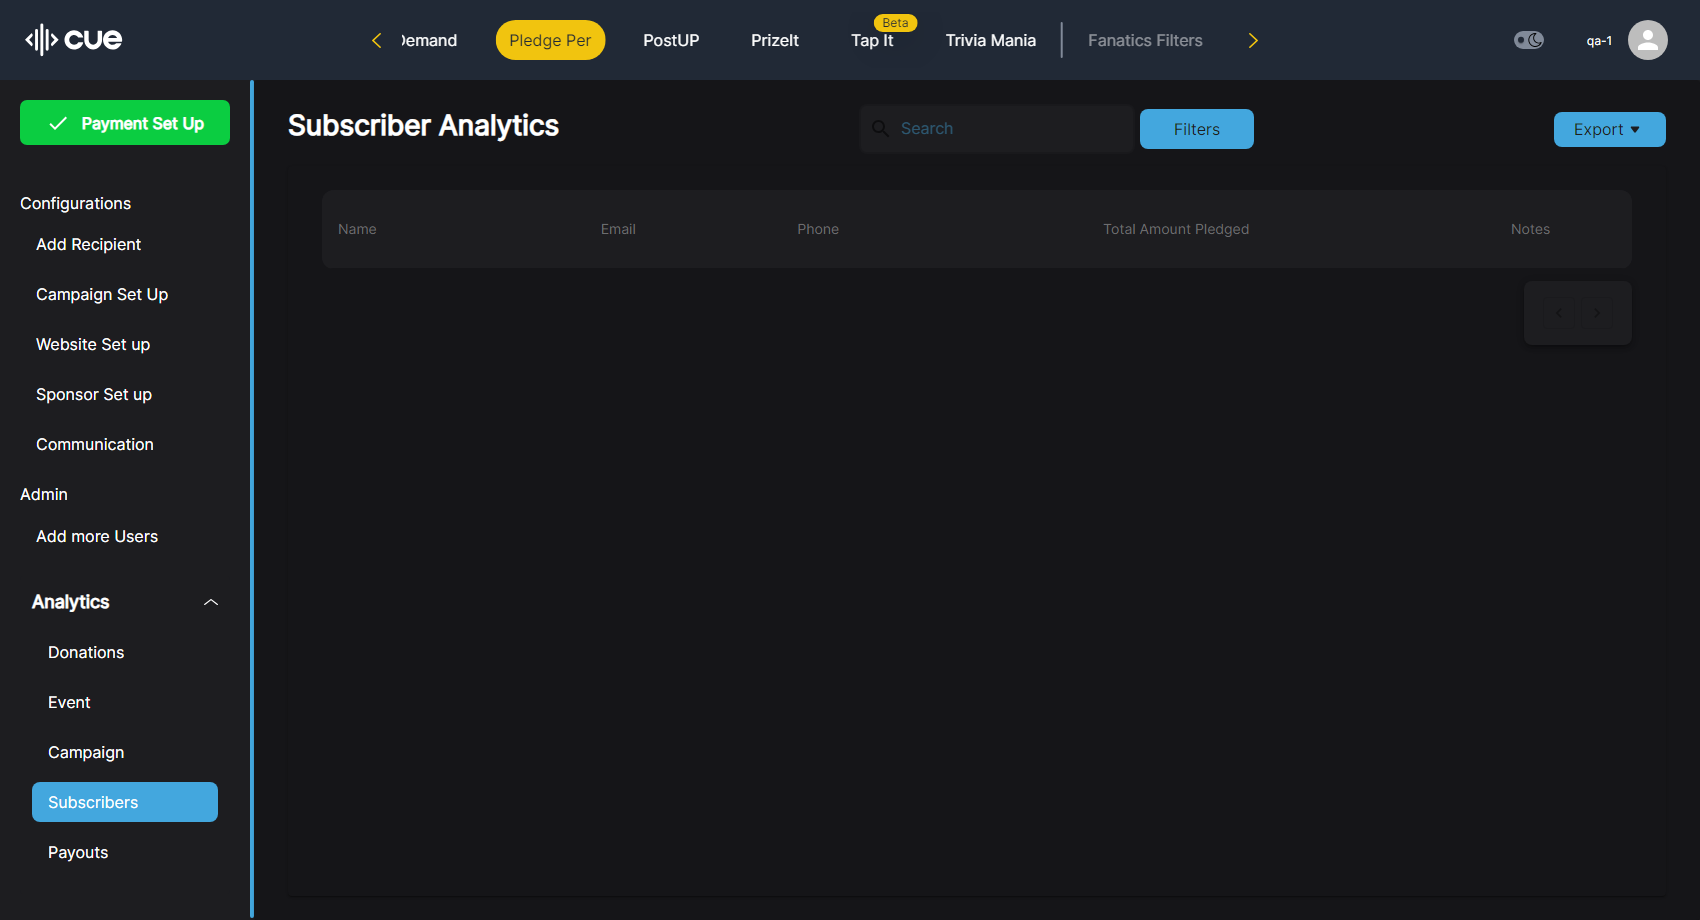 cue
Demand
Pledge Per
PostUP
PrizeIt
Beta
Tap It
Trivia Mania
Fanatics Filters
qa-1
Payment Set Up
Configurations
Add Recipient
Campaign Set Up
Website Set up
Sponsor Set up
Communication
Admin
Add more Users
Analytics
Donations
Event
Campaign
Subscribers
Payouts
Subscriber Analytics
Search
Filters
Export
Name
Email
Phone
Total Amount Pledged
Notes